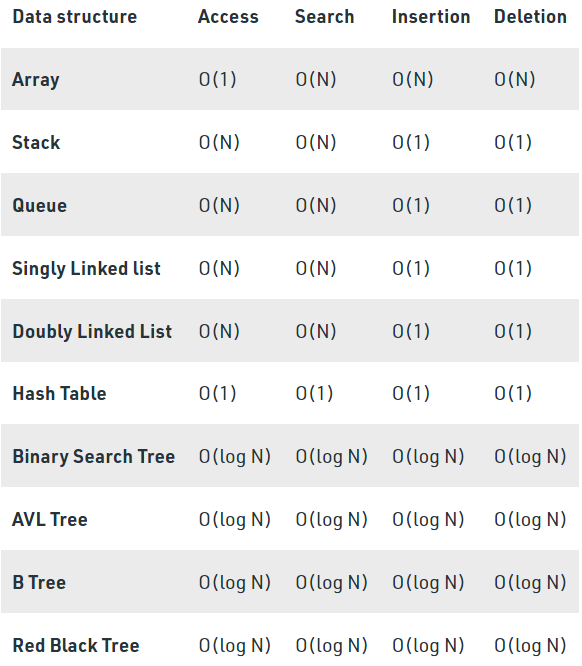 Data structure Access Search Insertion Deletion
Array O(1) O(N) O(N) O(N)
Stack O(N) O(N) O(1) O(1)
Queue O(N) O(N) O(1) O(1)
Singly Linked list O(N) O(N) O(1) O(1)
Doubly Linked List O(N) O(N) O(1) O(1)
Hash Table O(1) O(1) O(1) O(1)
Binary Search Tree O(log N) O(log N) O(log N) O(log N)
AVL Tree O(log N) O(log N) O(log N) O(log N)
B Tree O(log N) O(log N) O(log N) O(log N)
Red Black Tree O(log N) O(log N) O(log N) O(log N)